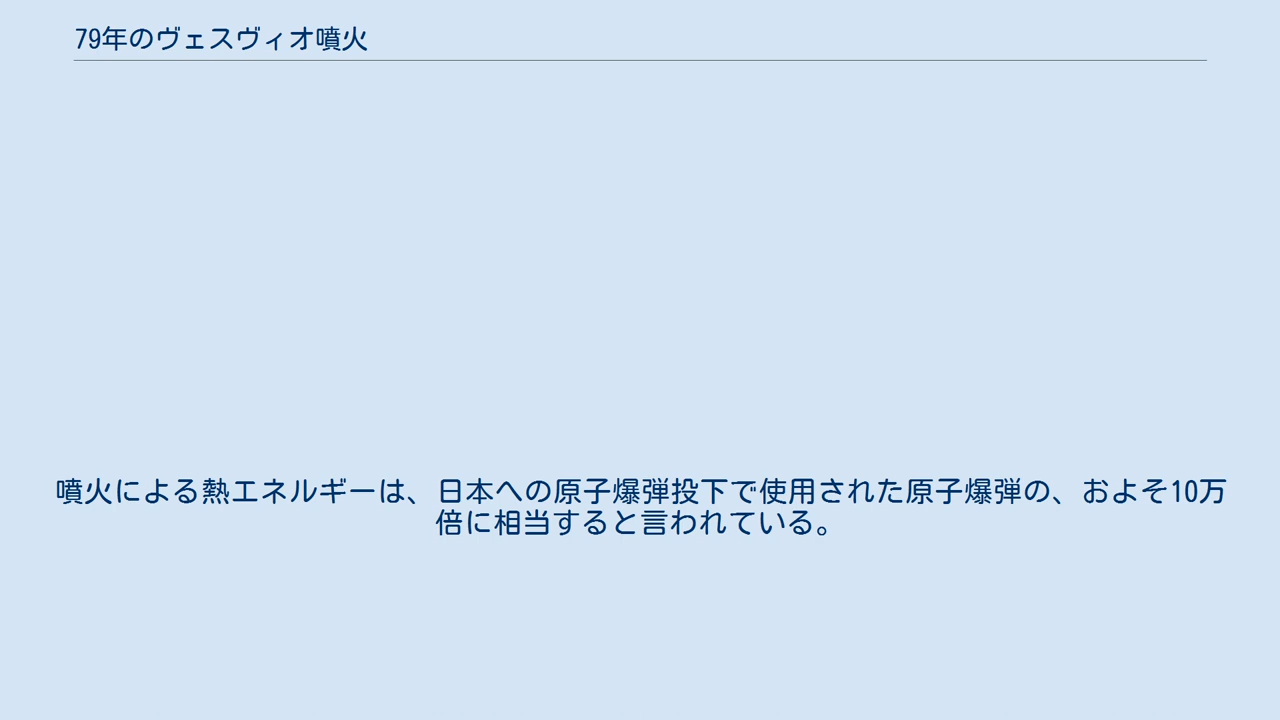 79年のヴェスヴィオ噴火
噴火による熱エネルギーは、日本への原子爆弾投下で使用された原子爆弾の、およそ10万
倍に相当すると言われている。